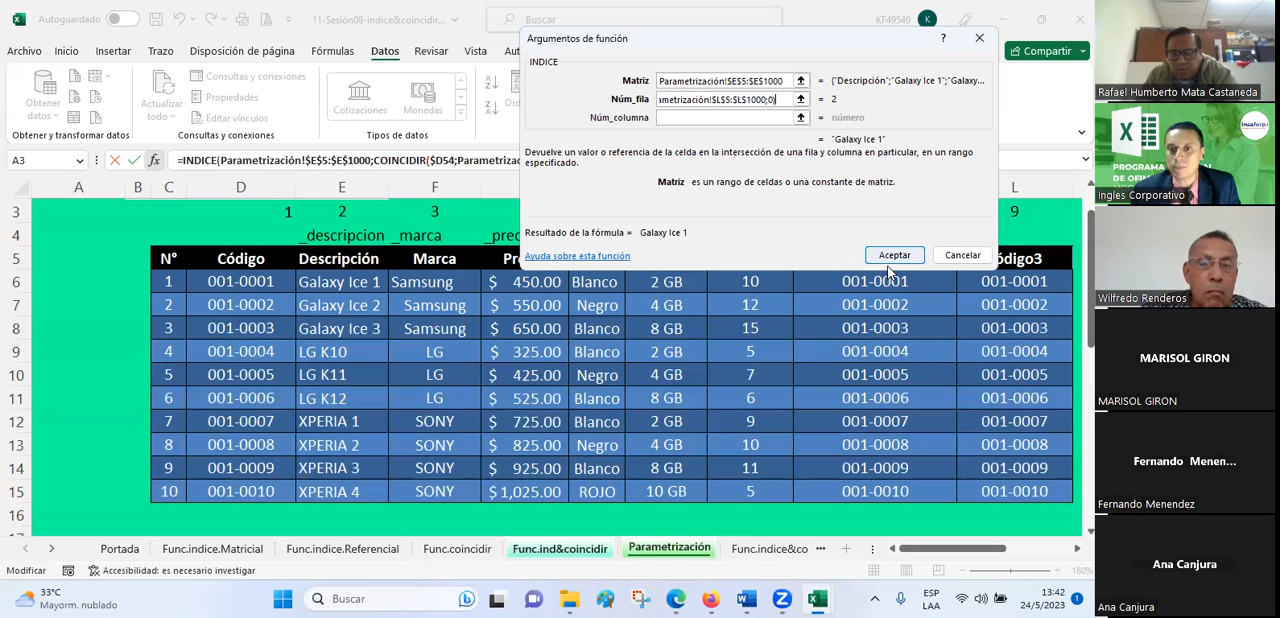 Autoguardado
11-Sesión08-indice&coincidir...
Buscar
KF49549
K
Archivo Inicio Insertar Trazo Disposición de página Fórmulas Datos Revisar Vista
Compartir
Obtener datos
Actualizar todo
Consultas y conexiones
Propiedades
Editar vínculos
Cotizaciones
Monedas
Obtener y transformar datos
Consultas y conexiones
Tipos de datos
Argumentos de función
?
INDICE
Matriz Parametrización!$E$5:$E$1000 = {"Descripción";"Galaxy Ice 1";"Galaxy...
Núm_fila ametrización!$L$5:$L$1000;0) = 2
Núm_columna = número
= "Galaxy Ice 1"
Devuelve un valor o referencia de la celda en la intersección de una fila y columna en particular, en un rango
especificado.
Matriz es un rango de celdas o una constante de matriz.
Resultado de la fórmula = Galaxy Ice 1
Ayuda sobre esta función
Aceptar
Cancelar
A3
fx
=INDICE(Parametrización!$E$5:$E$1000;COINCIDIR($D54;Parametriza
A B C D E F L
3 1 2 3 9
4 _descripcion _marca
5 N° Código Descripción Marca
6 1 001-0001 Galaxy Ice 1 Samsung $ 450.00 Blanco 2 GB 10 001-0001 001-0001
7 2 001-0002 Galaxy Ice 2 Samsung $ 550.00 Negro 4 GB 12 001-0002 001-0002
8 3 001-0003 Galaxy Ice 3 Samsung $ 650.00 Blanco 8 GB 15 001-0003 001-0003
9 4 001-0004 LG K10 LG $ 325.00 Blanco 2 GB 5 001-0004 001-0004
10 5 001-0005 LG K11 LG $ 425.00 Negro 4 GB 7 001-0005 001-0005
11 6 001-0006 LG K12 LG $ 525.00 Blanco 8 GB 6 001-0006 001-0006
12 7 001-0007 XPERIA 1 SONY $ 725.00 Blanco 2 GB 9 001-0007 001-0007
13 8 001-0008 XPERIA 2 SONY $ 825.00 Negro 4 GB 10 001-0008 001-0008
14 9 001-0009 XPERIA 3 SONY $ 925.00 Blanco 8 GB 11 001-0009 001-0009
15 10 001-0010 XPERIA 4 SONY $ 1,025.00 ROJO 10 GB 5 001-0010 001-0010
16
Portada Func.indice.Matricial Func.indice.Referencial Func.coincidir Func.ind&coincidir Parametrización Func.indice&co ...
Modificar
Accesibilidad: es necesario investigar
180%
33°C
Mayorm. nublado
Buscar
ESP
LAA
13:42
24/5/2023
1
Rafael Humberto Mata Castaneda
Ingles Corporativo
Wilfredo Renderos
MARISOL GIRON
MARISOL GIRON
Fernando Menen...
Fernando Menendez
Ana Canjura
Ana Canjura